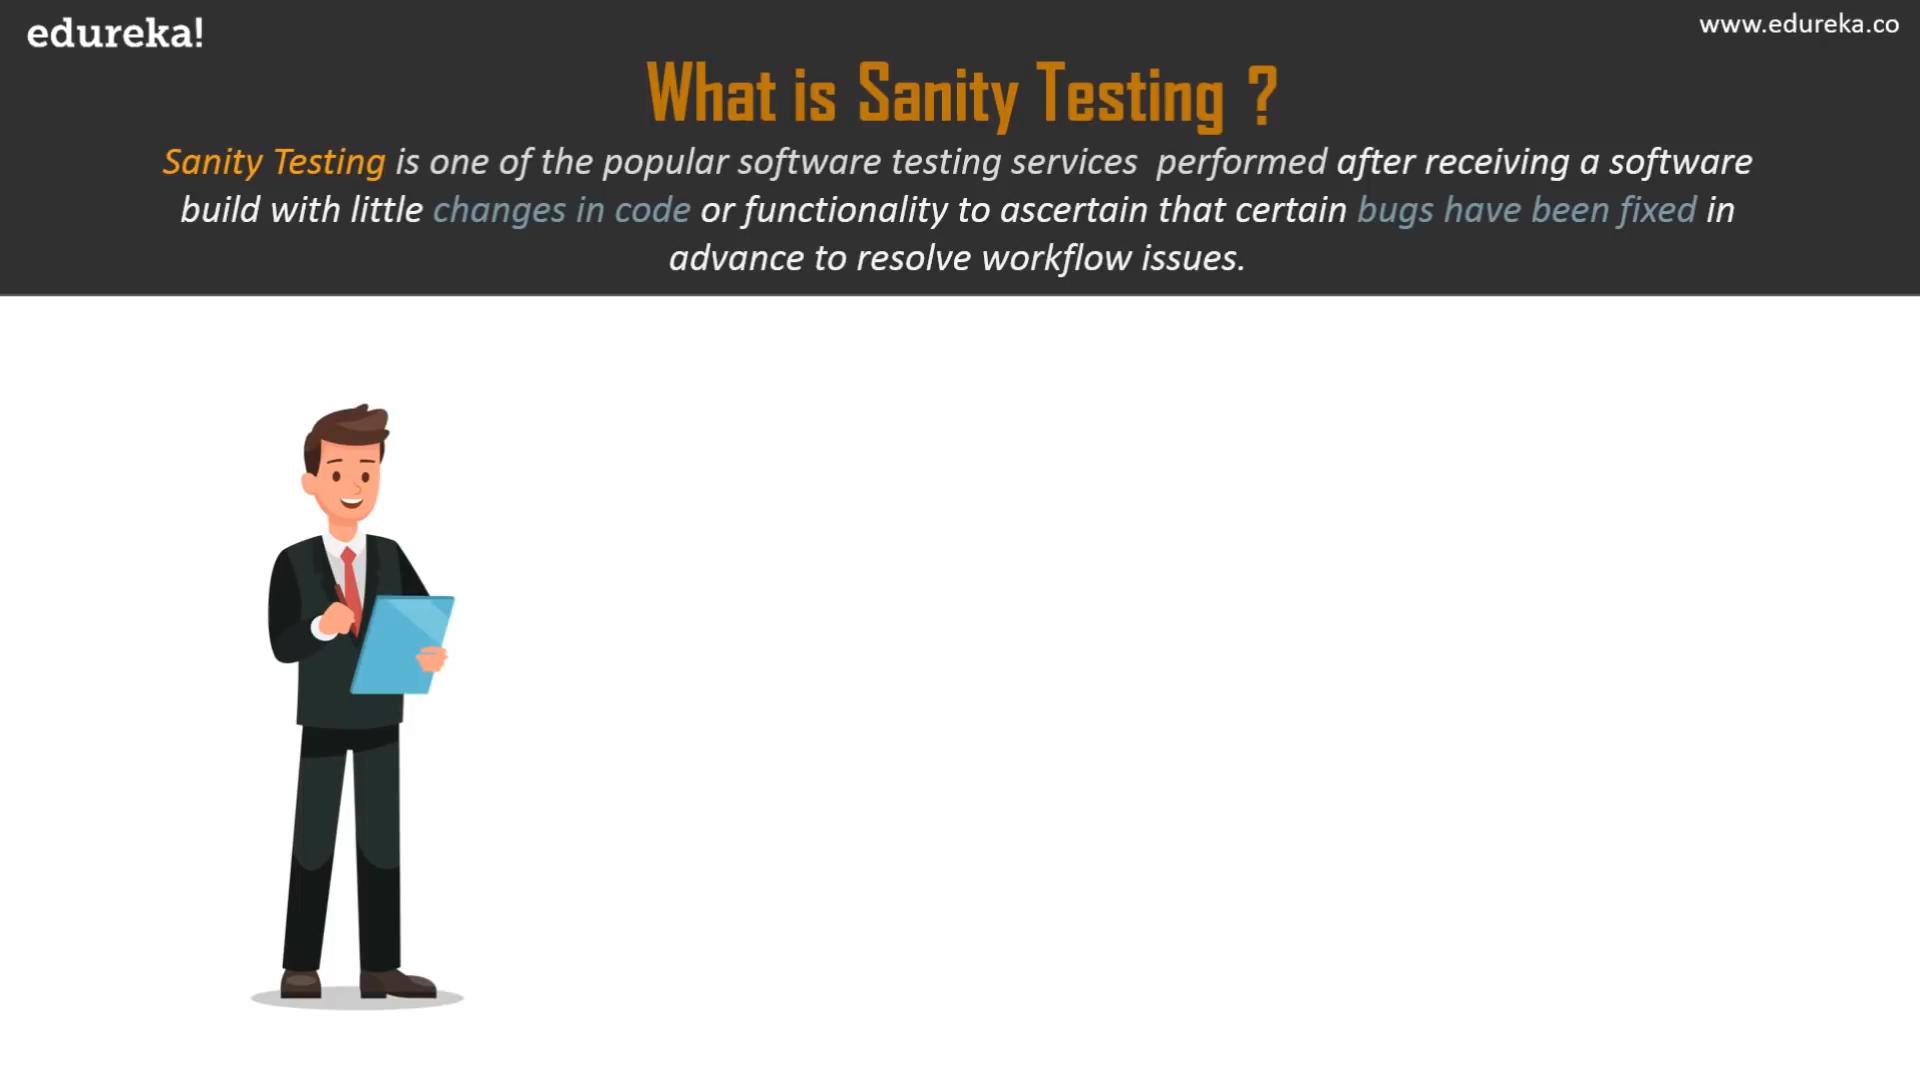 edureka!
www.edureka.co
What is Sanity Testing ?
Sanity Testing is one of the popular software testing services  performed after receiving a software
build with little changes in code or functionality to ascertain that certain bugs have been fixed in
advance to resolve workflow issues.